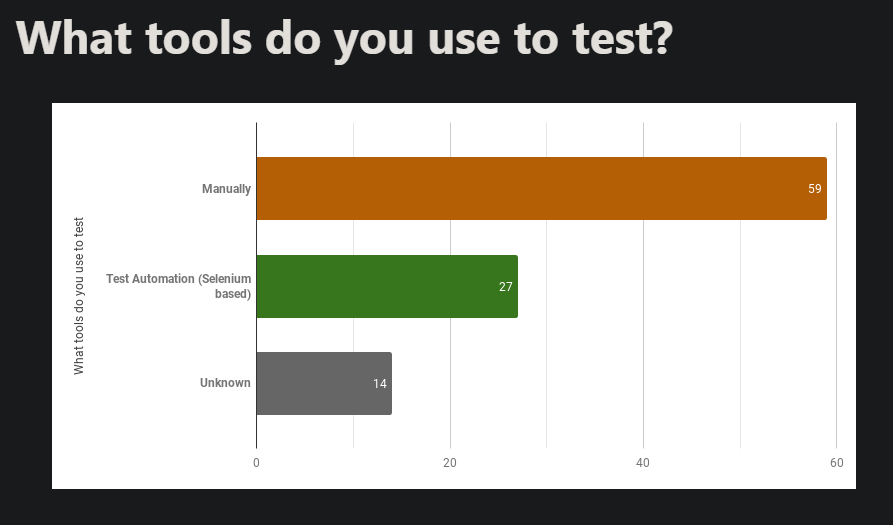 What tools do you use to test?
What tools do you use to test
Manually
59
Test Automation (Selenium
based)
27
Unknown
14
0 20 40 60